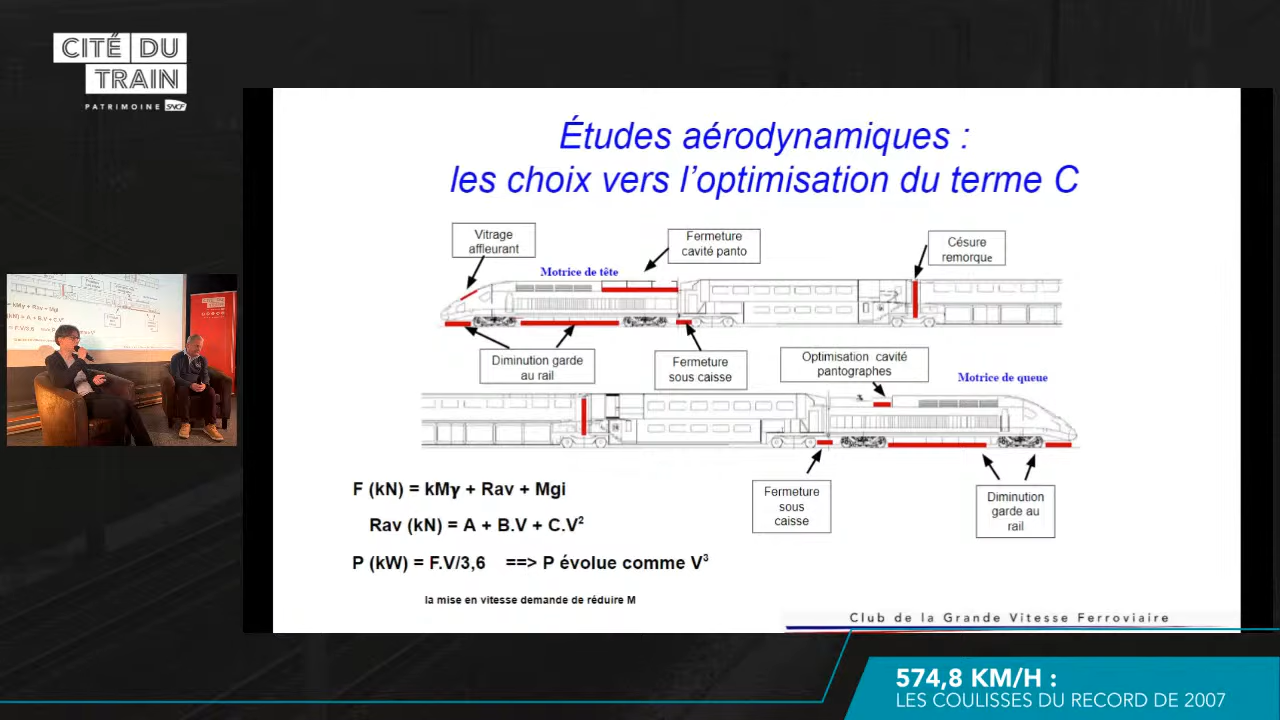 CITÉ DU
TRAIN
PATRIMOINE SNCF
Études aérodynamiques :
les choix vers l'optimisation du terme C
Vitrage
affleurant
Fermeture
cavité panto
Césure
remorque
Motrice de tête
Diminution garde
au rail
Fermeture
sous caisse
Optimisation cavité
pantographes
Motrice de queue
Fermeture
sous
caisse
Diminution
garde au
rail
F (kN) = kMγ + Rav + Mgi
Rav (kN) = A + B.V + C.V²
P (kW) = F.V/3,6 ==> P évolue comme V³
la mise en vitesse demande de réduire M
Club de la Grande Vitesse Ferroviaire
574,8 KM/H :
LES COULISSES DU RECORD DE 2007